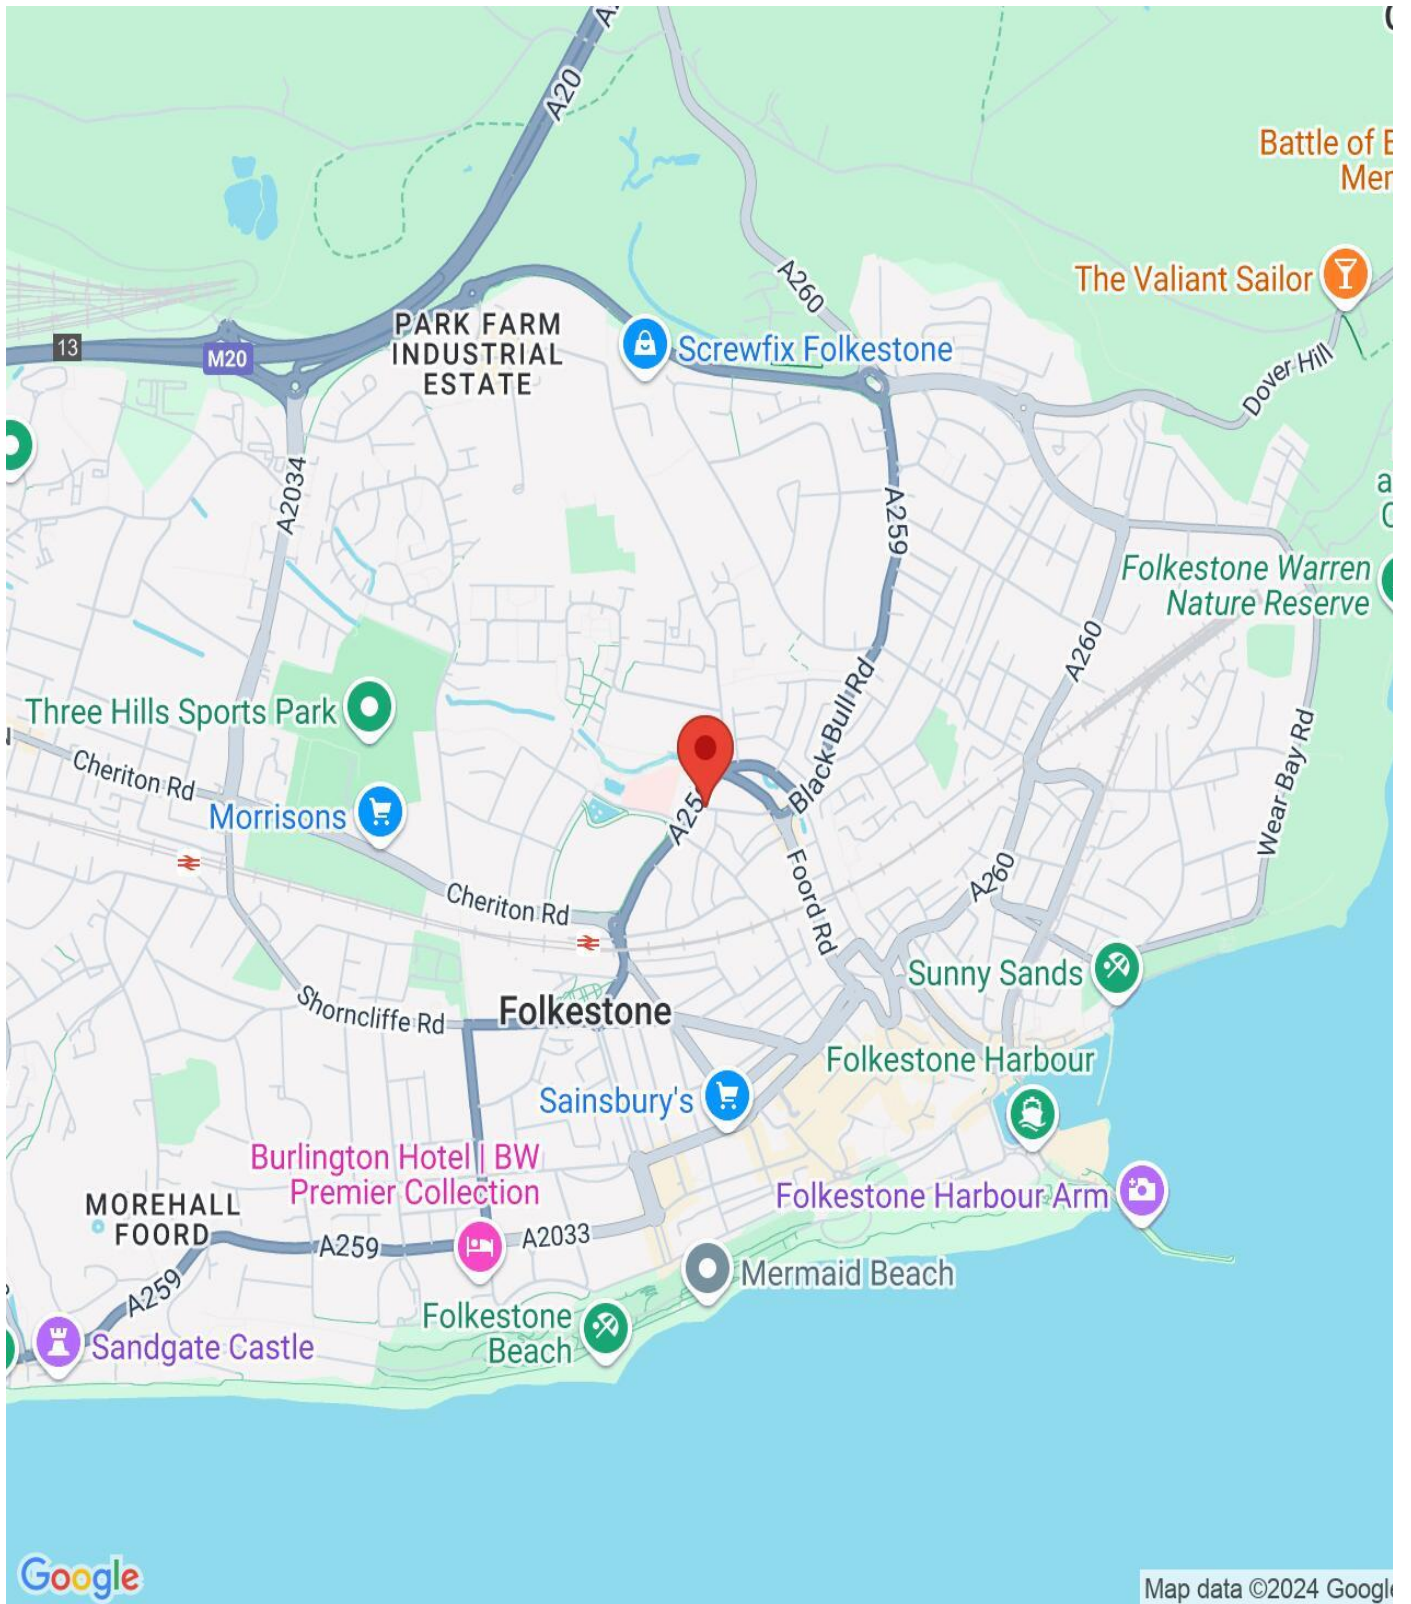 A20
Battle of
The Valiant Sailor
A260
PARK FARM
INDUSTRIAL
ESTATE
13
M20
Screwfix Folkestone
Dover Hill
A2034
A259
Folkestone Warren
Nature Reserve
A260
Three Hills Sports Park
Black Bull Rd
Wear Bay Rd
Cheriton Rd
Morrisons
Foord Rd
A260
Cheriton Rd
Sunny Sands
Shorncliffe Rd
Folkestone
Folkestone Harbour
Sainsbury's
Burlington Hotel | BW
Premier Collection
MOREHALL
FOORD
Folkestone Harbour Arm
A259
A2033
Mermaid Beach
A259
Folkestone
Beach
Sandgate Castle
Google
Map data ©2024 Google